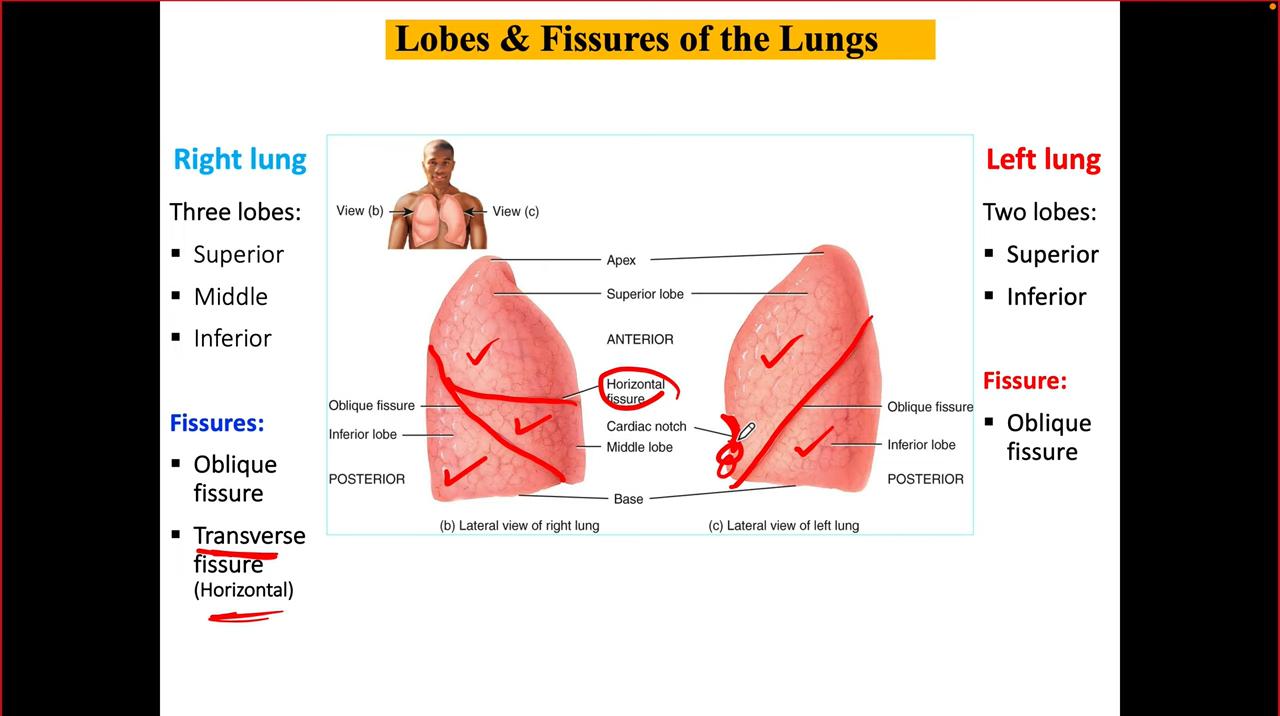 Lobes & Fissures of the Lungs
Right lung
Three lobes:
▪ Superior
▪ Middle
▪ Inferior
Fissures:
▪ Oblique
fissure
▪ Transverse
fissure
(Horizontal)
View (b)
View (c)
Apex
Superior lobe
ANTERIOR
Horizontal
fissure
Cardiac notch
Middle lobe
Base
Oblique fissure
Inferior lobe
POSTERIOR
(b) Lateral view of right lung
Oblique fissure
Inferior lobe
POSTERIOR
(c) Lateral view of left lung
Left lung
Two lobes:
▪ Superior
▪ Inferior
Fissure:
▪ Oblique
fissure